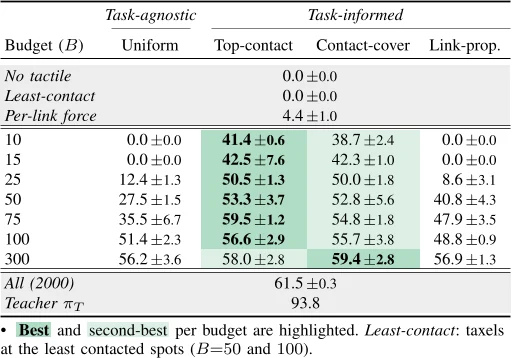 Task-agnostic Task-informed
Budget (B) Uniform Top-contact Contact-cover Link-prop.
No tactile 0.0 ±0.0
Least-contact 0.0 ±0.0
Per-link force 4.4 ±1.0
10 0.0 ±0.0 41.4 ±0.6 38.7 ±2.4 0.0 ±0.0
15 0.0 ±0.0 42.5 ±7.6 42.3 ±1.0 0.0 ±0.0
25 12.4 ±1.3 50.5 ±1.3 50.0 ±1.8 8.6 ±3.1
50 27.5 ±1.5 53.3 ±3.7 52.8 ±5.6 40.8 ±4.3
75 35.5 ±6.7 59.5 ±1.2 54.8 ±1.8 47.9 ±3.5
100 51.4 ±2.3 56.6 ±2.9 55.7 ±3.8 48.8 ±0.9
300 56.2 ±3.6 58.0 ±2.8 59.4 ±2.8 56.9 ±1.3
All (2000) 61.5 ±0.3
Teacher π_T 93.8
• Best and second-best per budget are highlighted. Least-contact: taxels
at the least contacted spots (B=50 and 100).